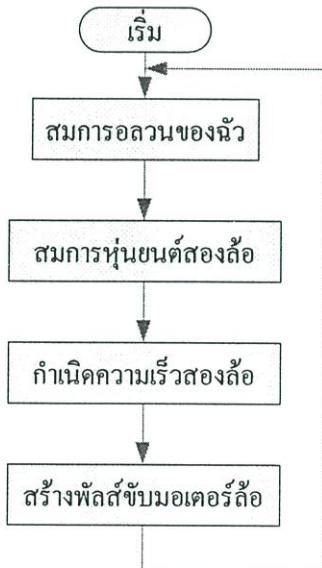 เริ่ม
สมการอลวนของฉัว
สมการหุ่นยนต์สองล้อ
กำเนิดความเร็วสองล้อ
สร้างพัลส์ขับมอเตอร์ล้อ